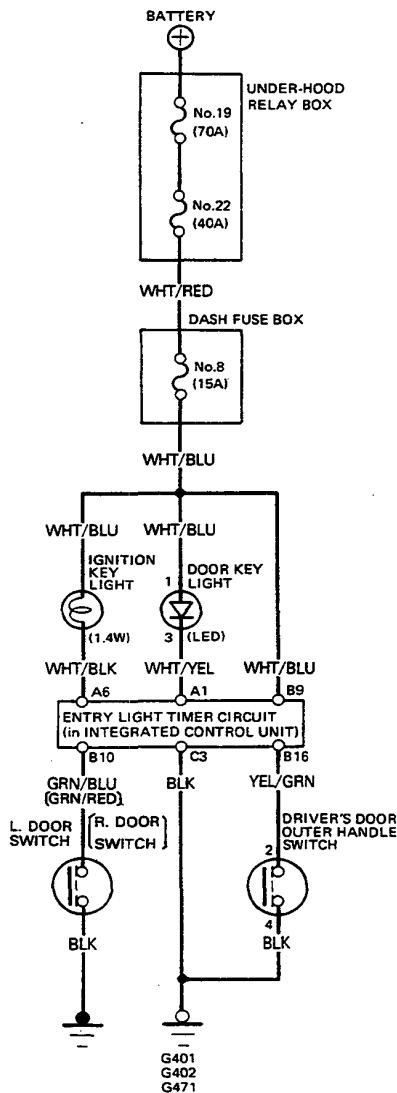 BATTERY
UNDER-HOOD
RELAY BOX
No.19
(70A)
No.22
(40A)
WHT/RED
DASH FUSE BOX
No.8
(15A)
WHT/BLU
WHT/BLU
WHT/BLU
IGNITION
KEY
LIGHT
1
DOOR KEY
LIGHT
(1.4W)
3
(LED)
WHT/BLK
WHT/YEL
WHT/BLU
A6
A1
B9
ENTRY LIGHT TIMER CIRCUIT
(in INTEGRATED CONTROL UNIT)
B10
C3
B16
GRN/BLU
(GRN/RED)
BLK
YEL/GRN
L. DOOR
SWITCH
(R. DOOR
SWITCH)
DRIVER'S DOOR
OUTER HANDLE
SWITCH
2
4
BLK
BLK
G401
G402
G471